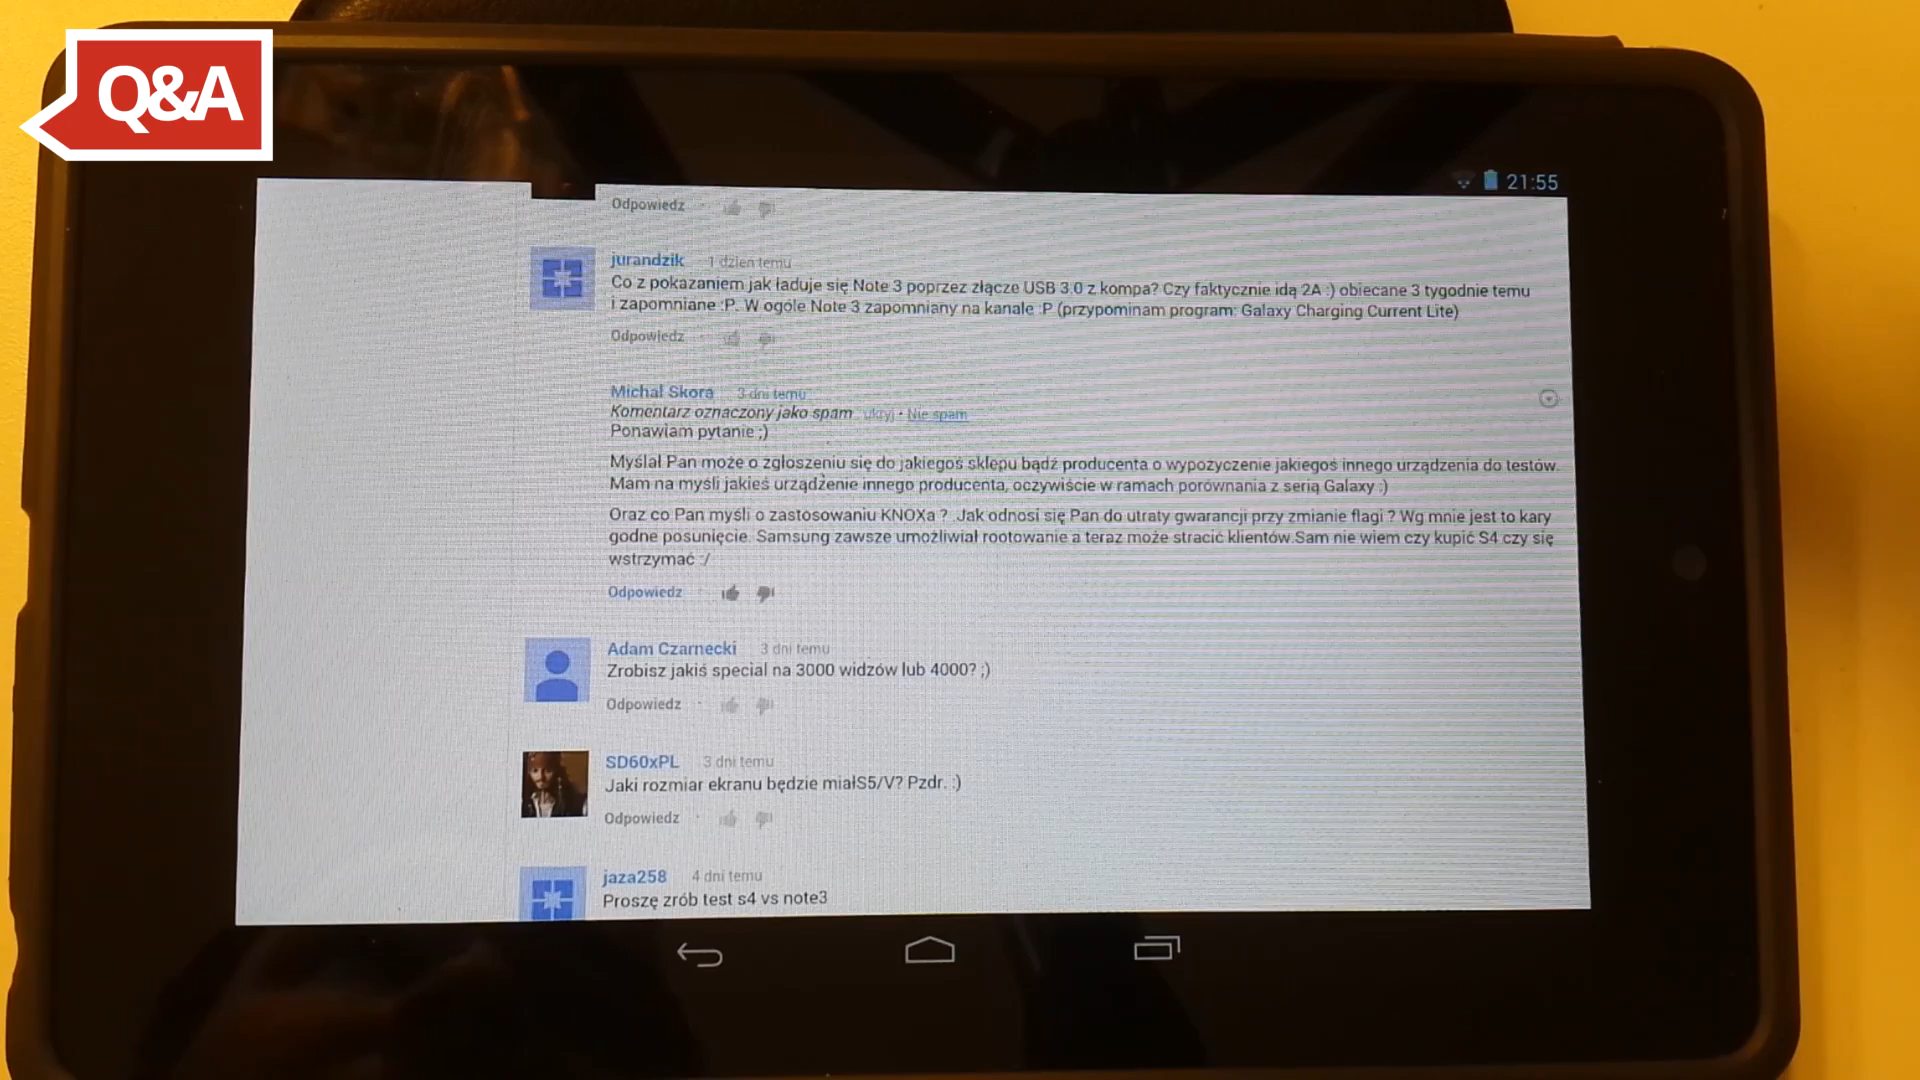 Q&A
21:55
Odpowiedz
jurandzik 1 dzień temu
Co z pokazaniem jak ładuje się Note 3 poprzez złącze USB 3.0 z kompa? Czy faktycznie idą 2A :) obiecane 3 tygodnie temu
i zapomniane :P. W ogóle Note 3 zapomniany na kanale :P (przypominam program: Galaxy Charging Current Lite)
Odpowiedz
Michał Skora 3 dni temu
Komentarz oznaczony jako spam ukryj • Nie spam
Ponawiam pytanie ;)
Myślał Pan może o zgłoszeniu się do jakiegoś sklepu bądź producenta o wypożyczenie jakiegoś innego urządzenia do testów.
Mam na myśli jakieś urządzenie innego producenta, oczywiście w ramach porównania z serią Galaxy :)
Oraz co Pan myśli o zastosowaniu KNOXa ? .Jak odnosi się Pan do utraty gwarancji przy zmianie flagi ? Wg mnie jest to kary
godne posunięcie. Samsung zawsze umożliwiał rootowanie a teraz może stracić klientów.Sam nie wiem czy kupić S4 czy się
wstrzymać :/
Odpowiedz
Adam Czarnecki 3 dni temu
Zrobisz jakiś special na 3000 widzów lub 4000? ;)
Odpowiedz
SD60xPL 3 dni temu
Jaki rozmiar ekranu będzie miałS5/V? Pzdr. :)
Odpowiedz
jaza258 4 dni temu
Proszę zrób test s4 vs note3